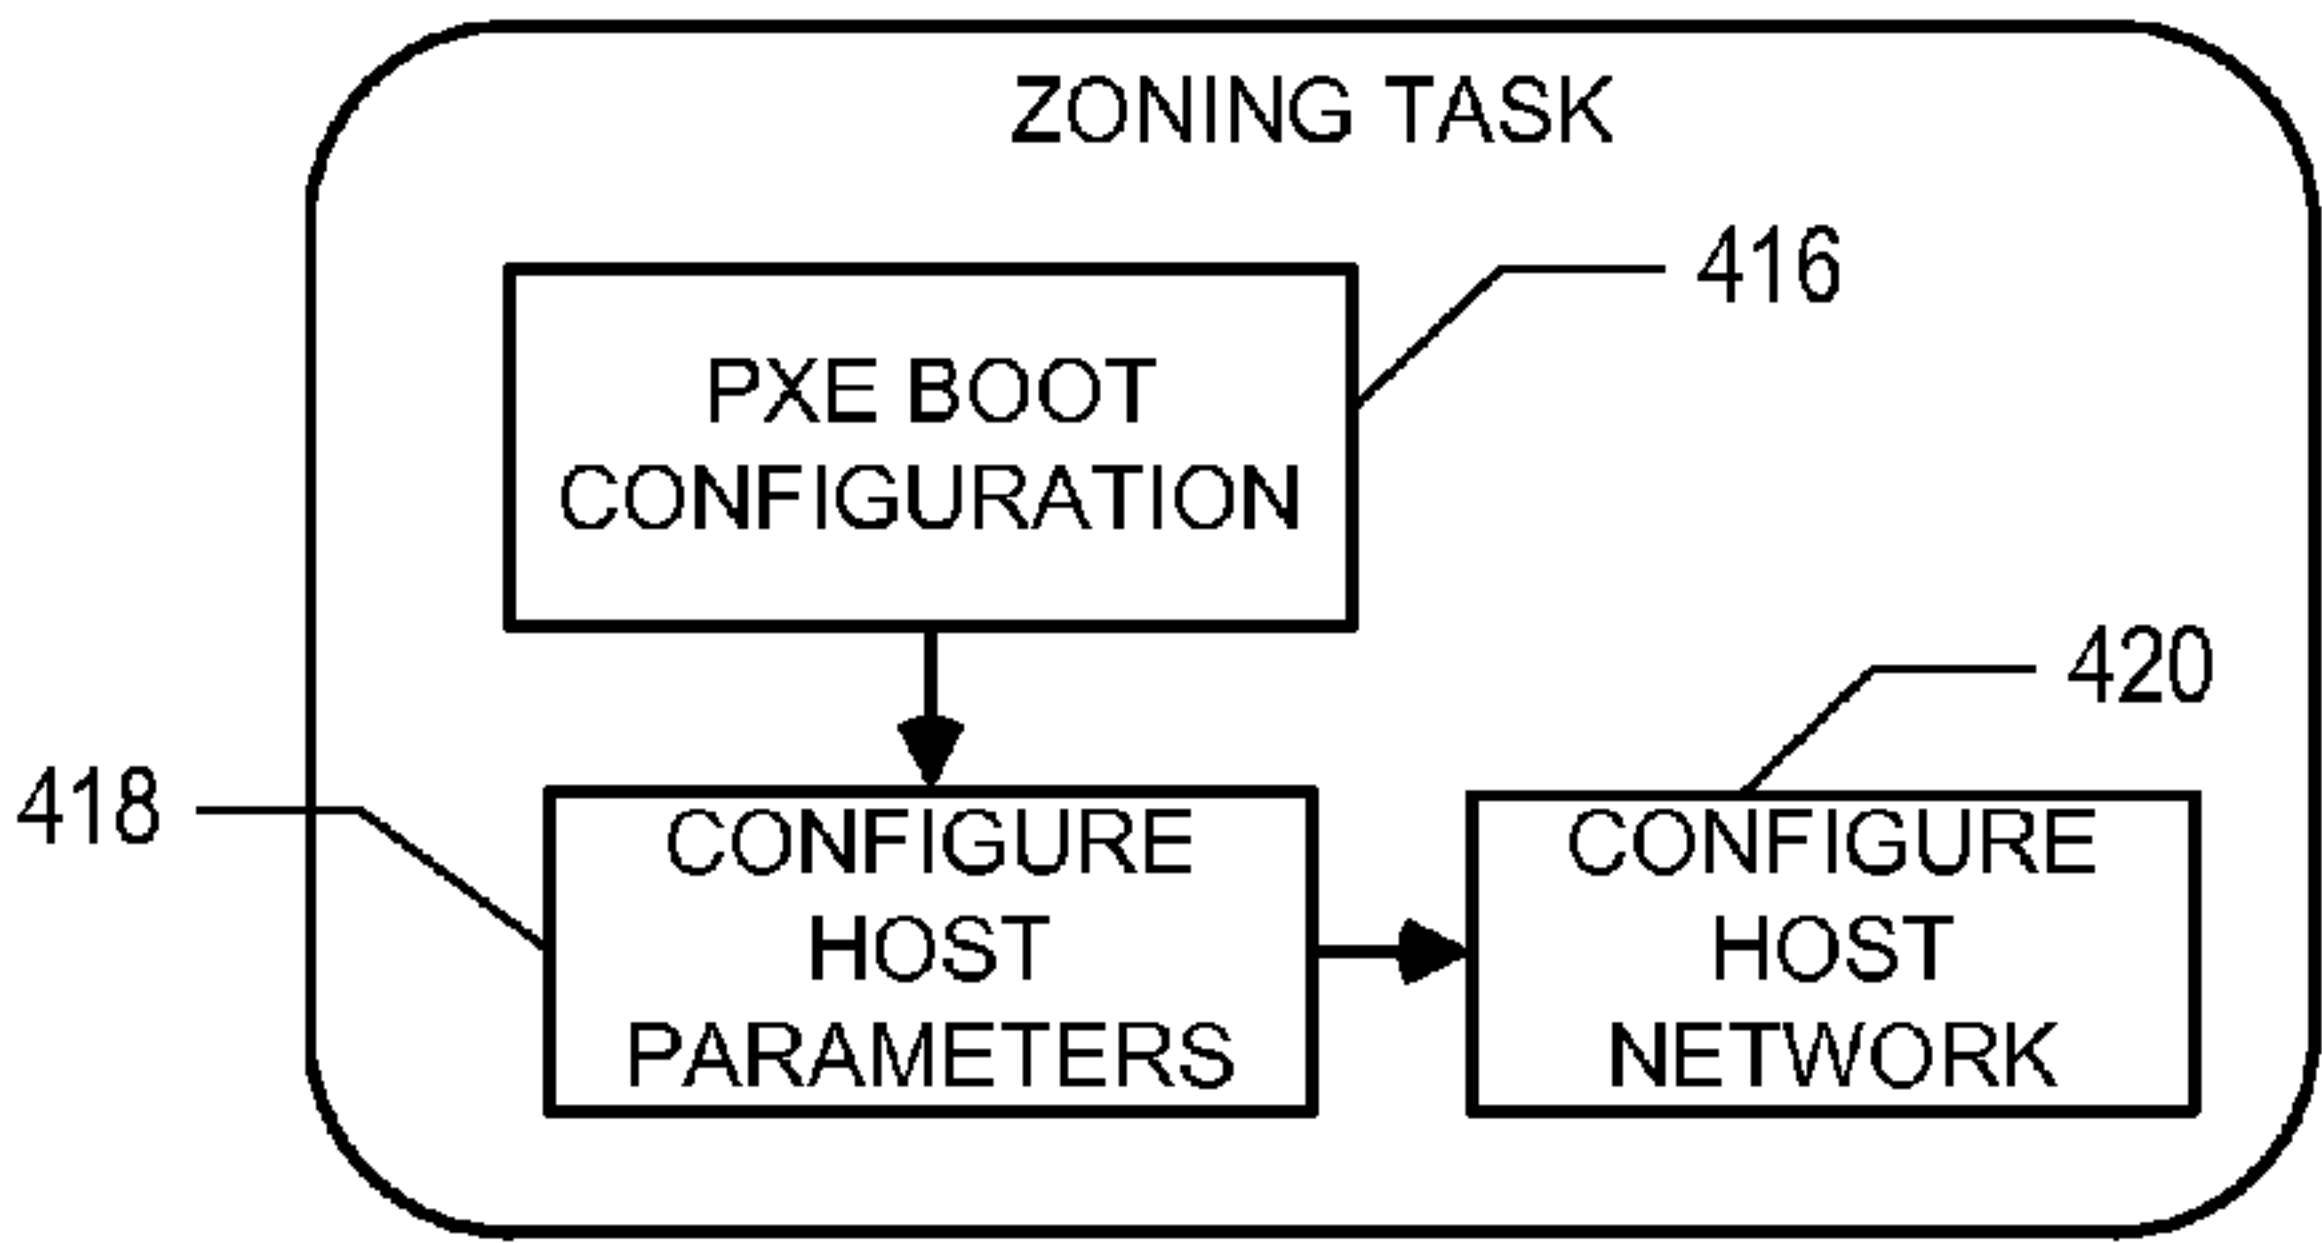 ZONING TASK
416
PXE BOOT
CONFIGURATION
420
418
CONFIGURE
HOST
PARAMETERS
CONFIGURE
HOST
NETWORK